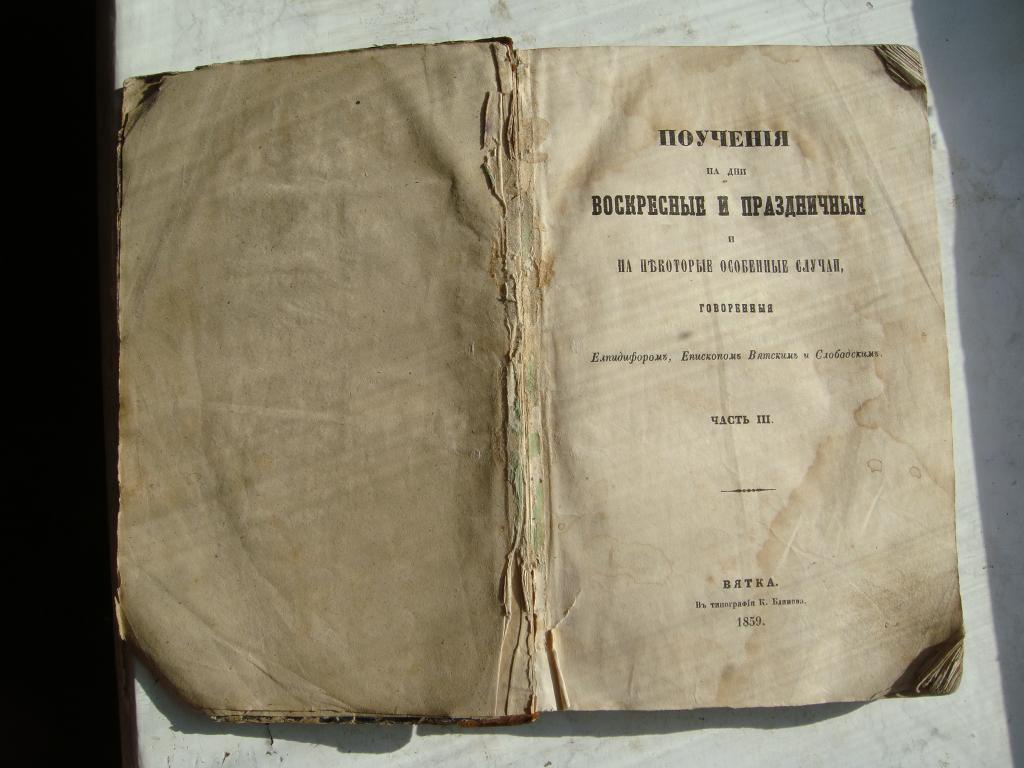 ПОУЧЕНІЯ
НА ДНИ
ВОСКРЕСНЫЕ И ПРАЗДНИЧНЫЕ
И
НА НѢКОТОРЫЕ ОСОБЕННЫЕ СЛУЧАИ,
ГОВОРЕННЫЯ
Елпидифоромъ, Епископомъ Вятскимъ и Слободскимъ.
ЧАСТЬ III.
ВЯТКА.
Въ типографіи К. Блинова.
1859.